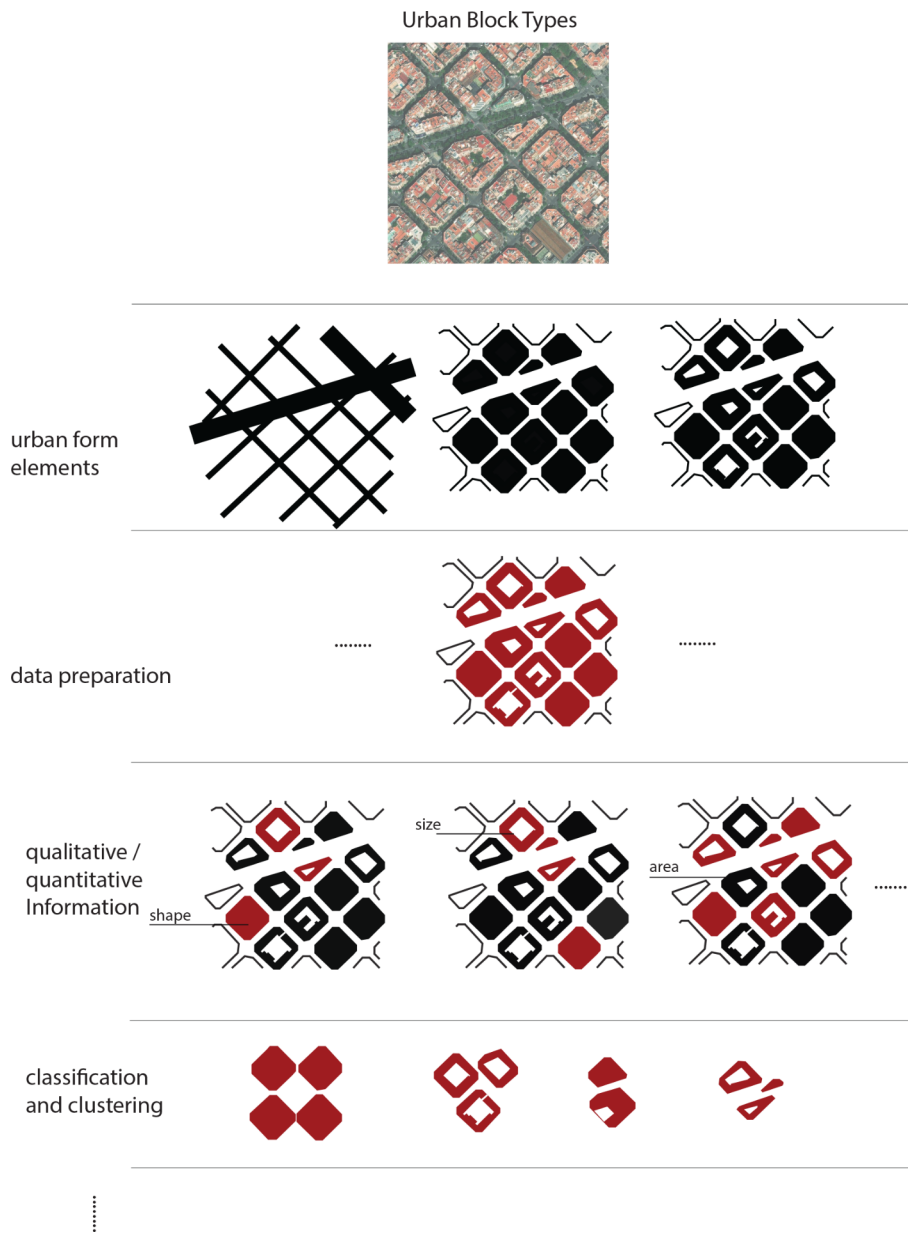 Urban Block Types
urban form
elements
........
........
data preparation
size
qualitative /
quantitative
Information
area
........
shape
classification
and clustering
........